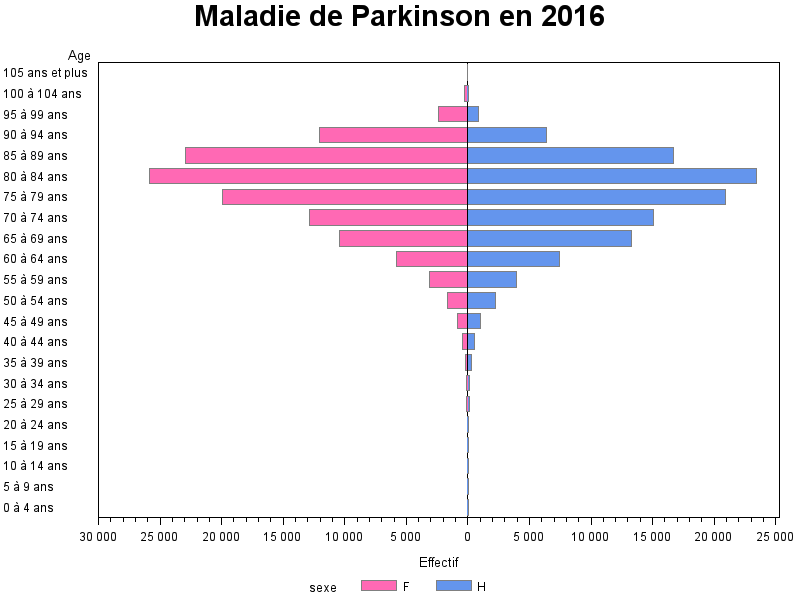 Maladie de Parkinson en 2016
Age
105 ans et plus
100 à 104 ans
95 à 99 ans
90 à 94 ans
85 à 89 ans
80 à 84 ans
75 à 79 ans
70 à 74 ans
65 à 69 ans
60 à 64 ans
55 à 59 ans
50 à 54 ans
45 à 49 ans
40 à 44 ans
35 à 39 ans
30 à 34 ans
25 à 29 ans
20 à 24 ans
15 à 19 ans
10 à 14 ans
5 à 9 ans
0 à 4 ans
30 000 25 000 20 000 15 000 10 000 5 000 0 5 000 10 000 15 000 20 000 25 000
Effectif
sexe F H